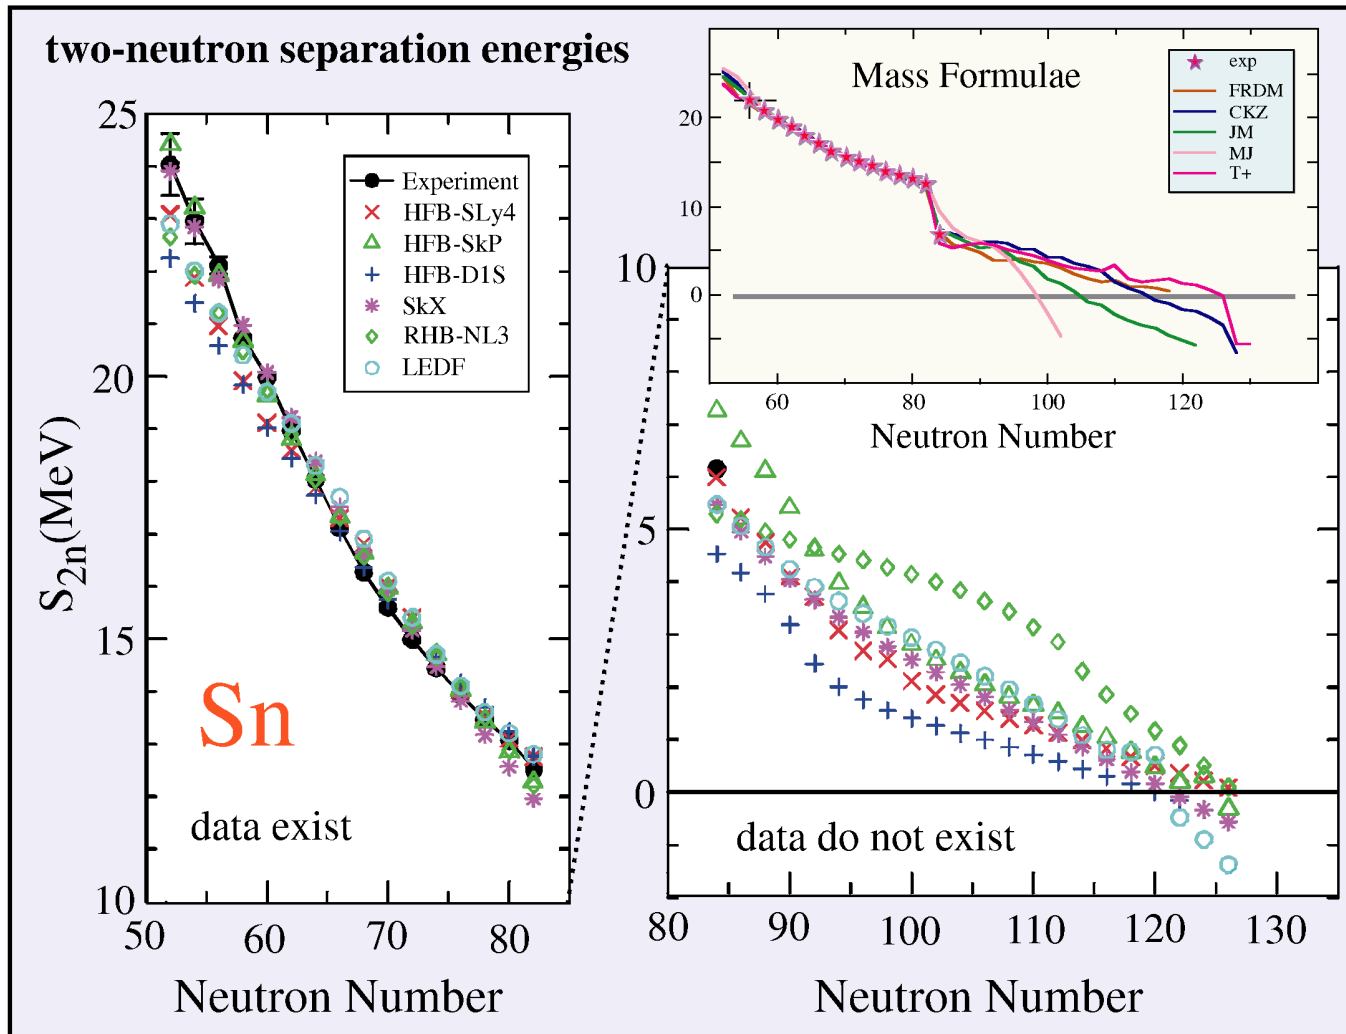 two-neutron separation energies
25
20
15
10
S2n(MeV)
Experiment
HFB-SLy4
HFB-SkP
HFB-D1S
SkX
RHB-NL3
LEDF
Sn
data exist
50
60
70
80
Neutron Number
Mass Formulae
exp
FRDM
CKZ
JM
MJ
T+
20
10
5
0
60
80
100
120
Neutron Number
10
5
0
data do not exist
80
90
100
110
120
130
Neutron Number